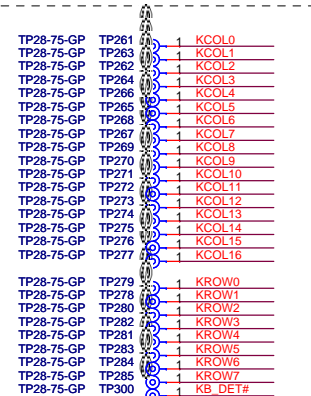 TP28-75-GP TP261 1 KCOL0
TP28-75-GP TP263 1 KCOL1
TP28-75-GP TP262 1 KCOL2
TP28-75-GP TP264 1 KCOL3
TP28-75-GP TP266 1 KCOL4
TP28-75-GP TP265 1 KCOL5
TP28-75-GP TP268 1 KCOL6
TP28-75-GP TP267 1 KCOL7
TP28-75-GP TP269 1 KCOL8
TP28-75-GP TP270 1 KCOL9
TP28-75-GP TP271 1 KCOL10
TP28-75-GP TP272 1 KCOL11
TP28-75-GP TP273 1 KCOL12
TP28-75-GP TP274 1 KCOL13
TP28-75-GP TP275 1 KCOL14
TP28-75-GP TP276 1 KCOL15
TP28-75-GP TP277 1 KCOL16
TP28-75-GP TP279 1 KROW0
TP28-75-GP TP278 1 KROW1
TP28-75-GP TP280 1 KROW2
TP28-75-GP TP282 1 KROW3
TP28-75-GP TP281 1 KROW4
TP28-75-GP TP283 1 KROW5
TP28-75-GP TP286 1 KROW6
TP28-75-GP TP285 1 KROW7
TP28-75-GP TP300 1 KB_DET#